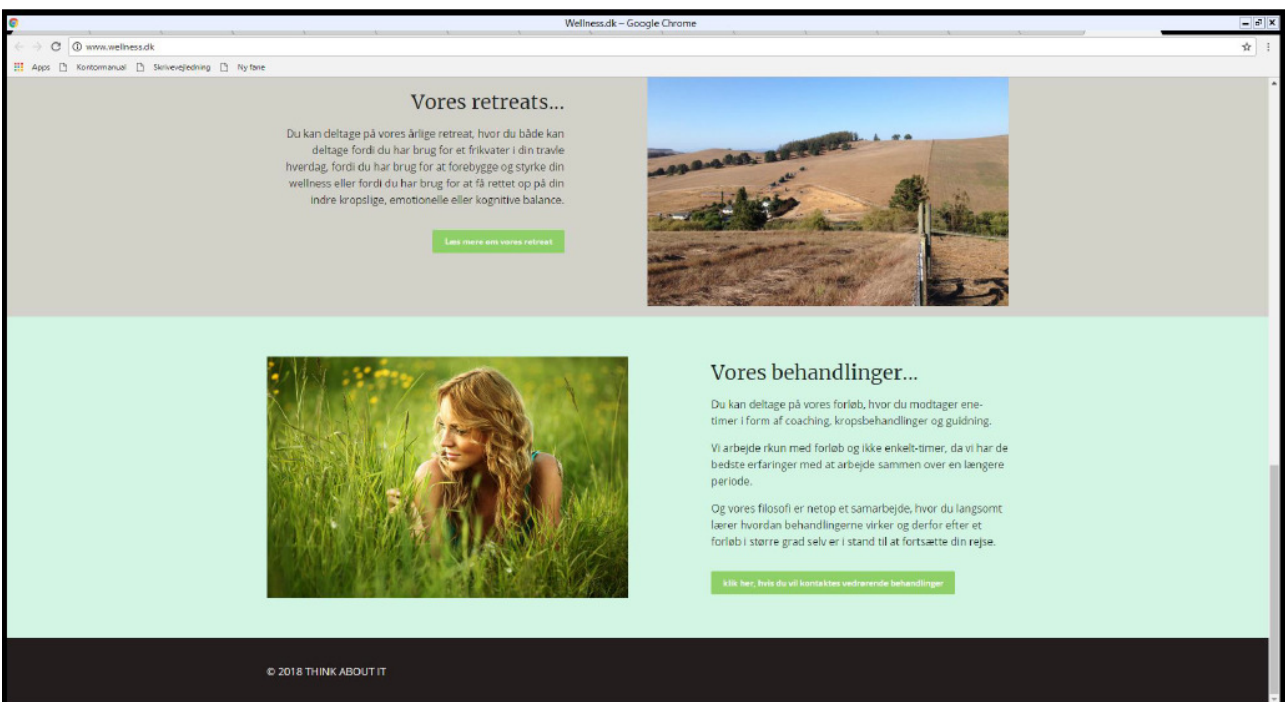 Wellness.dk – Google Chrome
www.wellness.dk
Apps Kontormanual Skrivevejledning Ny fane
Vores retreats...
Du kan deltage på vores årlige retreat, hvor du både kan
deltage fordi du har brug for et frikvater i din travle
hverdag, fordi du har brug for at forebygge og styrke din
wellness eller fordi du har brug for at få rettet op på din
indre kropslige, emotionelle eller kognitive balance.
Læs mere om vores retreat
Vores behandlinger...
Du kan deltage på vores forløb, hvor du modtager ene-
timer i form af coaching, kropsbehandlinger og guidning.
Vi arbejde rkun med forløb og ikke enkelt-timer, da vi har de
bedste erfaringer med at arbejde sammen over en længere
periode.
Og vores filosofi er netop et samarbejde, hvor du langsomt
lærer hvordan behandlingerne virker og derfor efter et
forløb i større grad selv er i stand til at fortsætte din rejse.
klik her, hvis du vil kontaktes vedrørende behandlinger
© 2018 THINK ABOUT IT